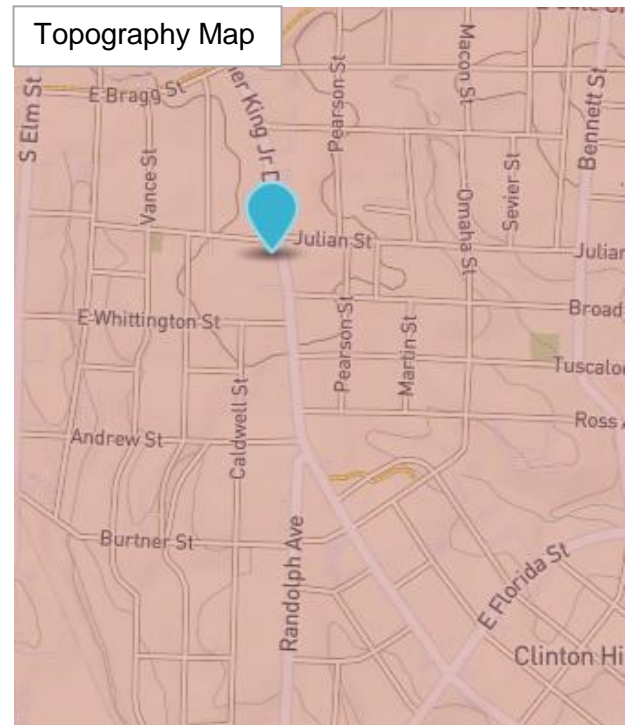 Topography Map
S Elm St
E Bragg St
King Jr
Pearson St
Macon St
Bennett St
Vance St
Sevier St
Omaha St
Julian St
Julian
E Whittington St
Pearson St
Martin St
Broad
Tuscaloo
Caldwell St
Ross
Andrew St
Burtner St
Randolph Ave
E Florida St
Clinton Hi